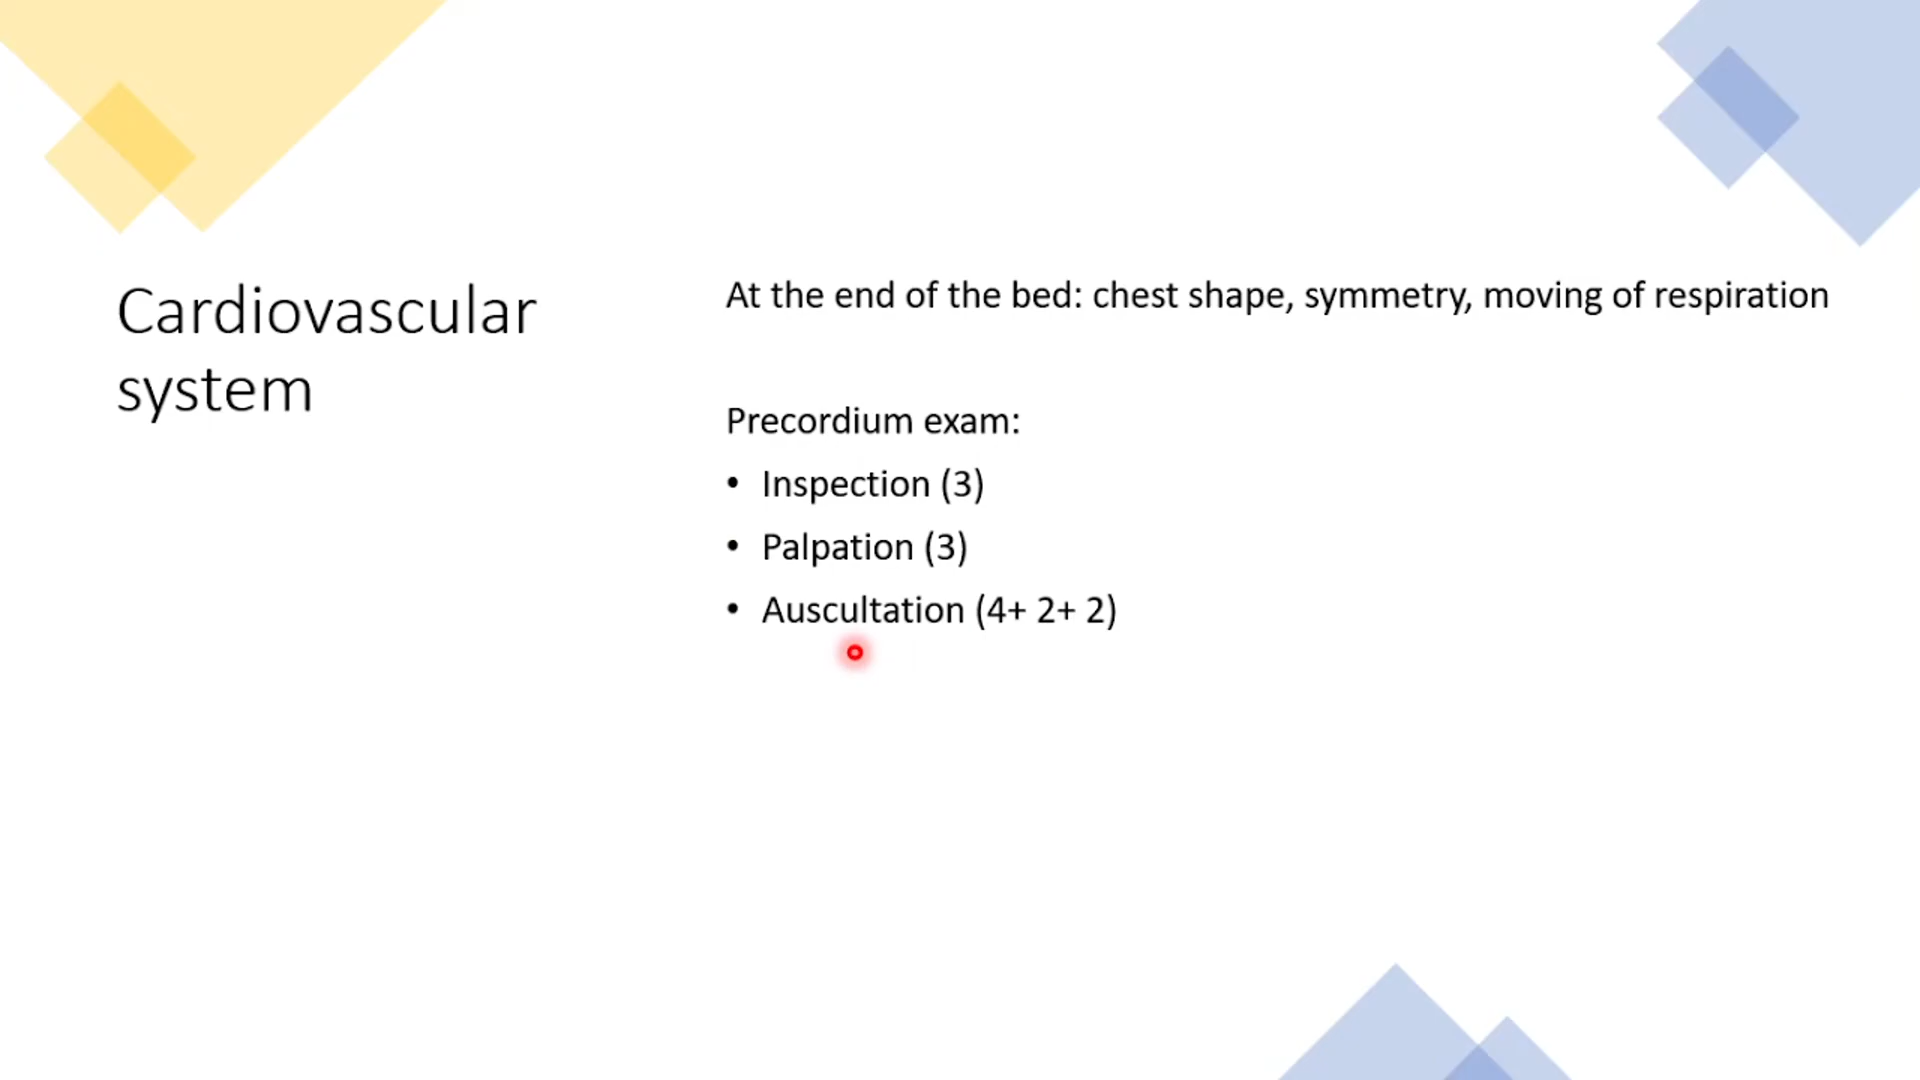 Cardiovascular
system
At the end of the bed: chest shape, symmetry, moving of respiration
Precordium exam:
• Inspection (3)
• Palpation (3)
• Auscultation (4+ 2+ 2)